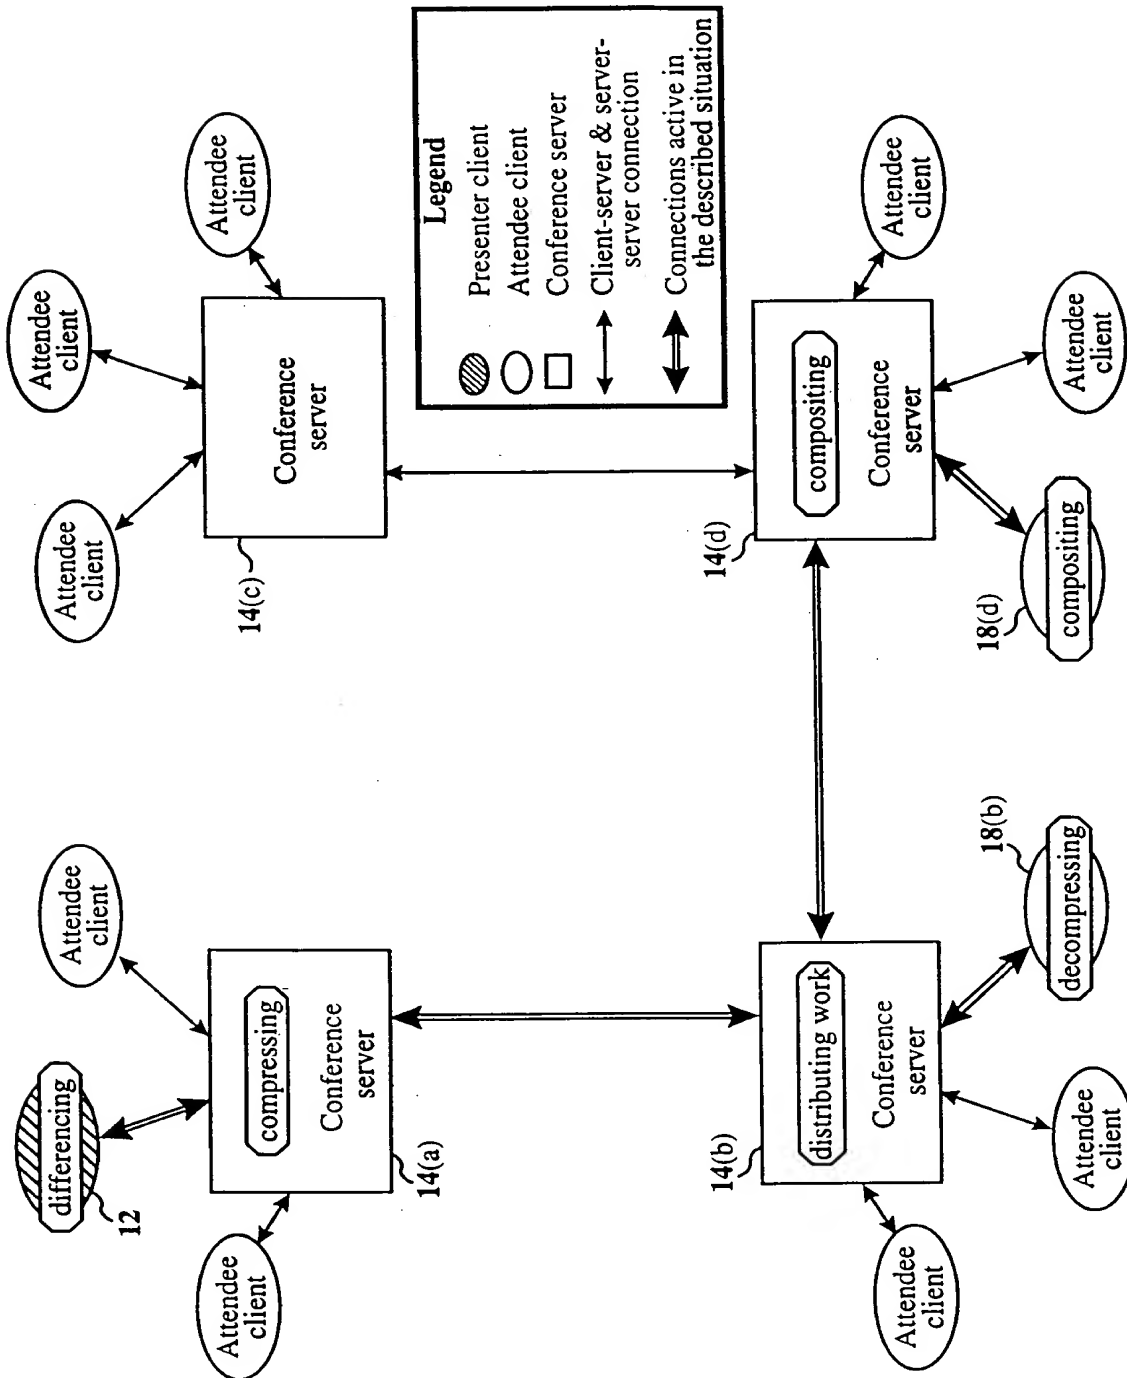 differencing
12
Attendee
client
Attendee
client
compressing
Conference
server
14(a)
Attendee
client
Attendee
client
Attendee
client
Conference
server
14(c)
Legend
Presenter client
Attendee client
Conference server
Client-server & server-
server connection
Connections active in
the described situation
14(b)
distributing work
Conference
server
Attendee
client
Attendee
client
18(b)
decompressing
14(d)
compositing
Conference
server
Attendee
client
18(d)
compositing
Attendee
client